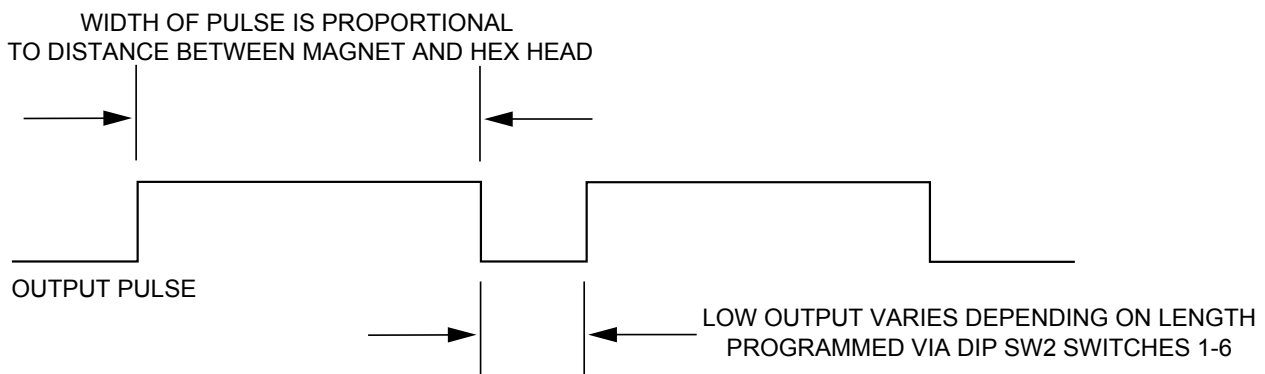 WIDTH OF PULSE IS PROPORTIONAL
TO DISTANCE BETWEEN MAGNET AND HEX HEAD
OUTPUT PULSE
LOW OUTPUT VARIES DEPENDING ON LENGTH
PROGRAMMED VIA DIP SW2 SWITCHES 1-6